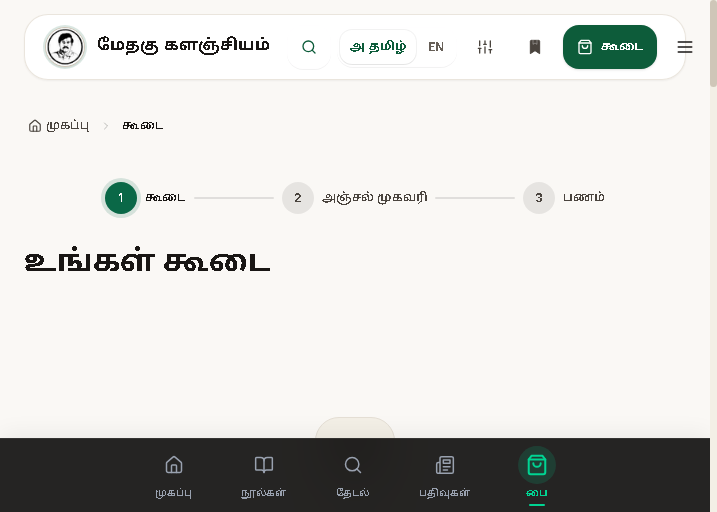 மேதகு களஞ்சியம் அ தமிழ் EN கூடை
முகப்பு கூடை
1 கூடை 2 அஞ்சல் முகவரி 3 பணம்
உங்கள் கூடை
முகப்பு நூல்கள் தேடல் பதிவுகள் பை